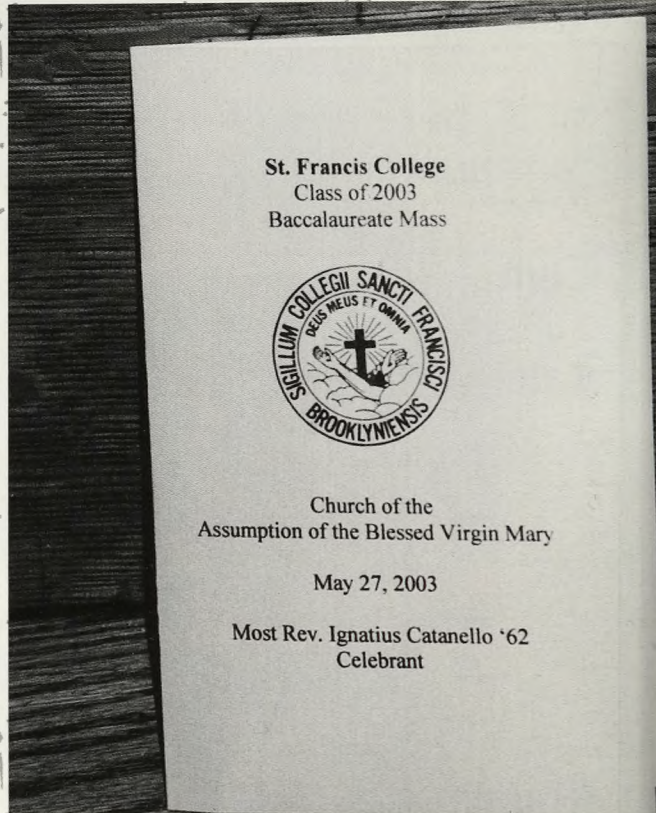 St. Francis College
Class of 2003
Baccalaureate Mass
SIGILLUM COLLEGII SANCTI FRANCISCI
DEUS MEUS ET OMNIA
BROOKLYNIENSIS
Church of the
Assumption of the Blessed Virgin Mary
May 27, 2003
Most Rev. Ignatius Catanello ‘62
Celebrant